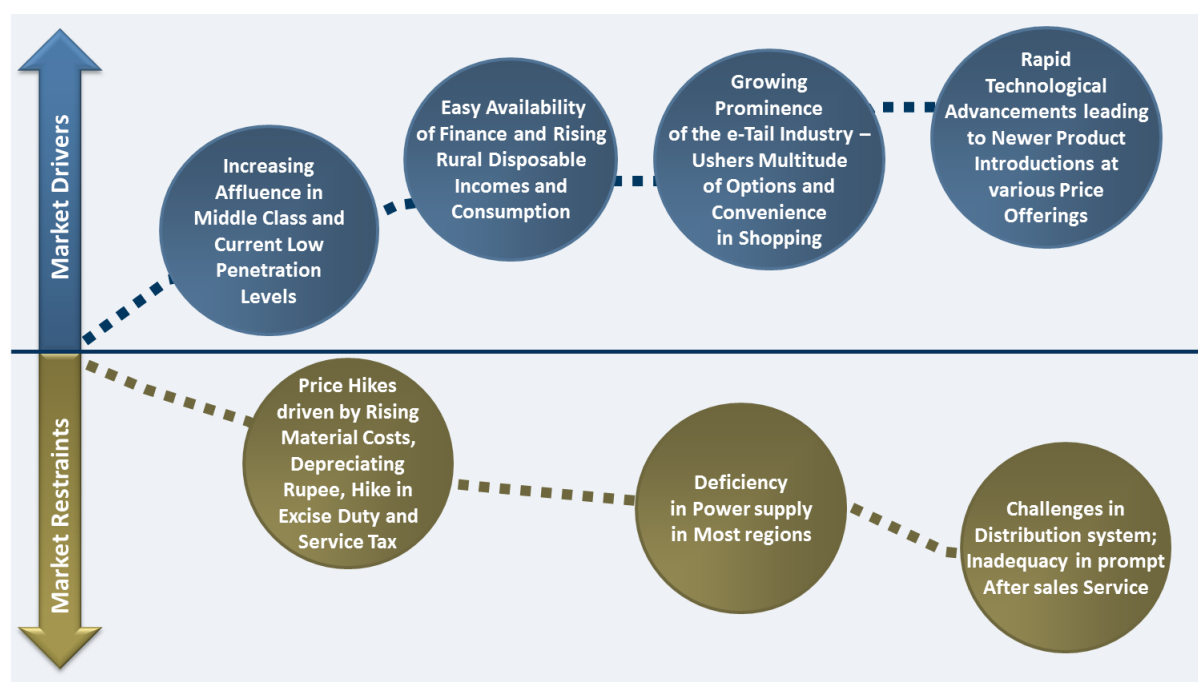 Market Drivers
Increasing
Affluence in
Middle Class and
Current Low
Penetration
Levels
Easy Availability
of Finance and Rising
Rural Disposable
Incomes and
Consumption
Growing
Prominence
of the e-Tail Industry –
Ushers Multitude
of Options and
Convenience
in Shopping
Rapid
Technological
Advancements leading
to Newer Product
Introductions at
various Price
Offerings
Market Restraints
Price Hikes
driven by Rising
Material Costs,
Depreciating
Rupee, Hike in
Excise Duty and
Service Tax
Deficiency
in Power supply
in Most regions
Challenges in
Distribution system;
Inadequacy in prompt
After sales Service